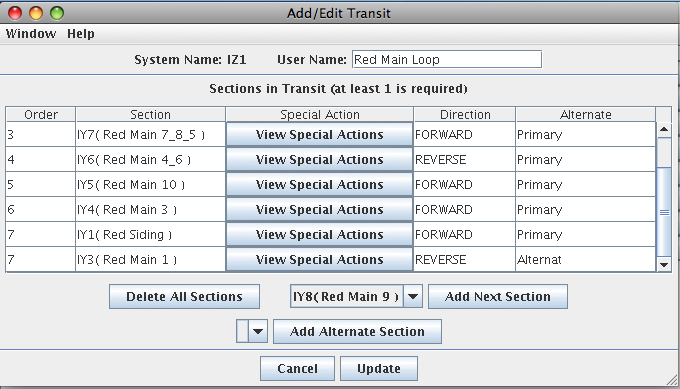 Add/Edit Transit
Window Help
System Name: IZ1 User Name: Red Main Loop
Sections in Transit (at least 1 is required)
Order Section Special Action Direction Alternate
3 IY7( Red Main 7_8_5 ) View Special Actions FORWARD Primary
4 IY6( Red Main 4_6 ) View Special Actions REVERSE Primary
5 IY5( Red Main 10 ) View Special Actions FORWARD Primary
6 IY4( Red Main 3 ) View Special Actions FORWARD Primary
7 IY1( Red Siding ) View Special Actions FORWARD Primary
7 IY3( Red Main 1 ) View Special Actions REVERSE Alternat
Delete All Sections IY8( Red Main 9 ) Add Next Section
Add Alternate Section
Cancel Update